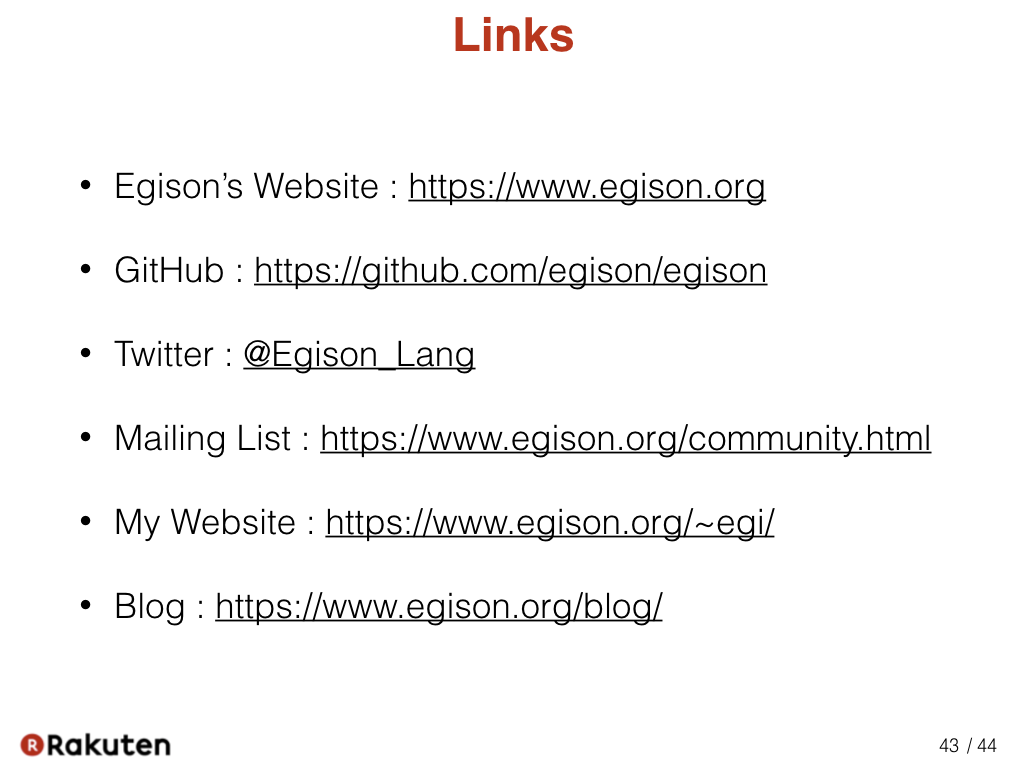 Links
• Egison’s Website : https://www.egison.org
• GitHub : https://github.com/egison/egison
• Twitter : @Egison_Lang
• Mailing List : https://www.egison.org/community.html
• My Website : https://www.egison.org/~egi/
• Blog : https://www.egison.org/blog/
R Rakuten
43 / 44